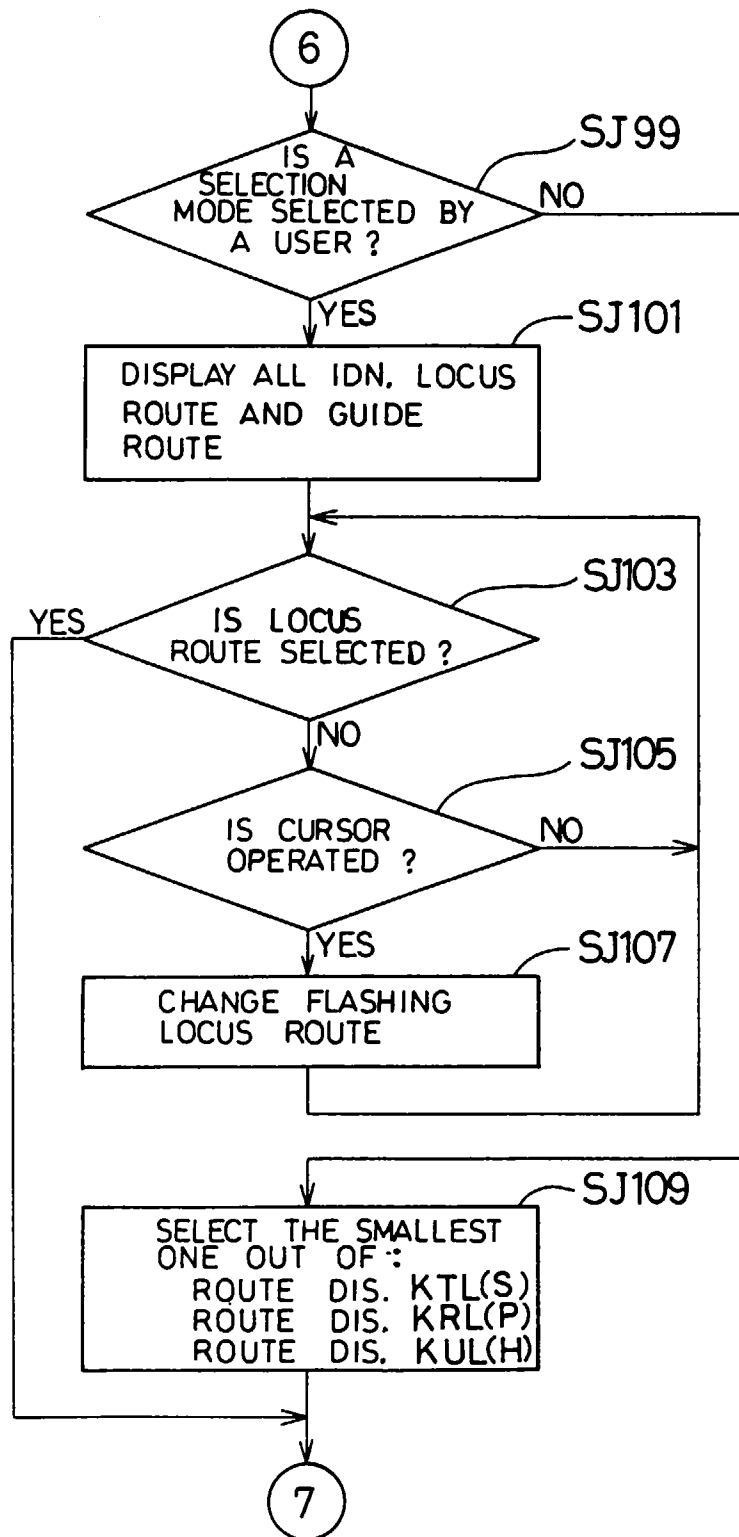 6
SJ99
IS A
SELECTION
MODE SELECTED BY
A USER ?
NO
YES
SJ101
DISPLAY ALL IDN, LOCUS
ROUTE AND GUIDE
ROUTE
SJ103
YES
IS LOCUS
ROUTE SELECTED ?
NO
SJ105
IS CURSOR
OPERATED ?
NO
YES
SJ107
CHANGE FLASHING
LOCUS ROUTE
SJ109
SELECT THE SMALLEST
ONE OUT OF :
ROUTE DIS. KTL(S)
ROUTE DIS. KRL(P)
ROUTE DIS. KUL(H)
7